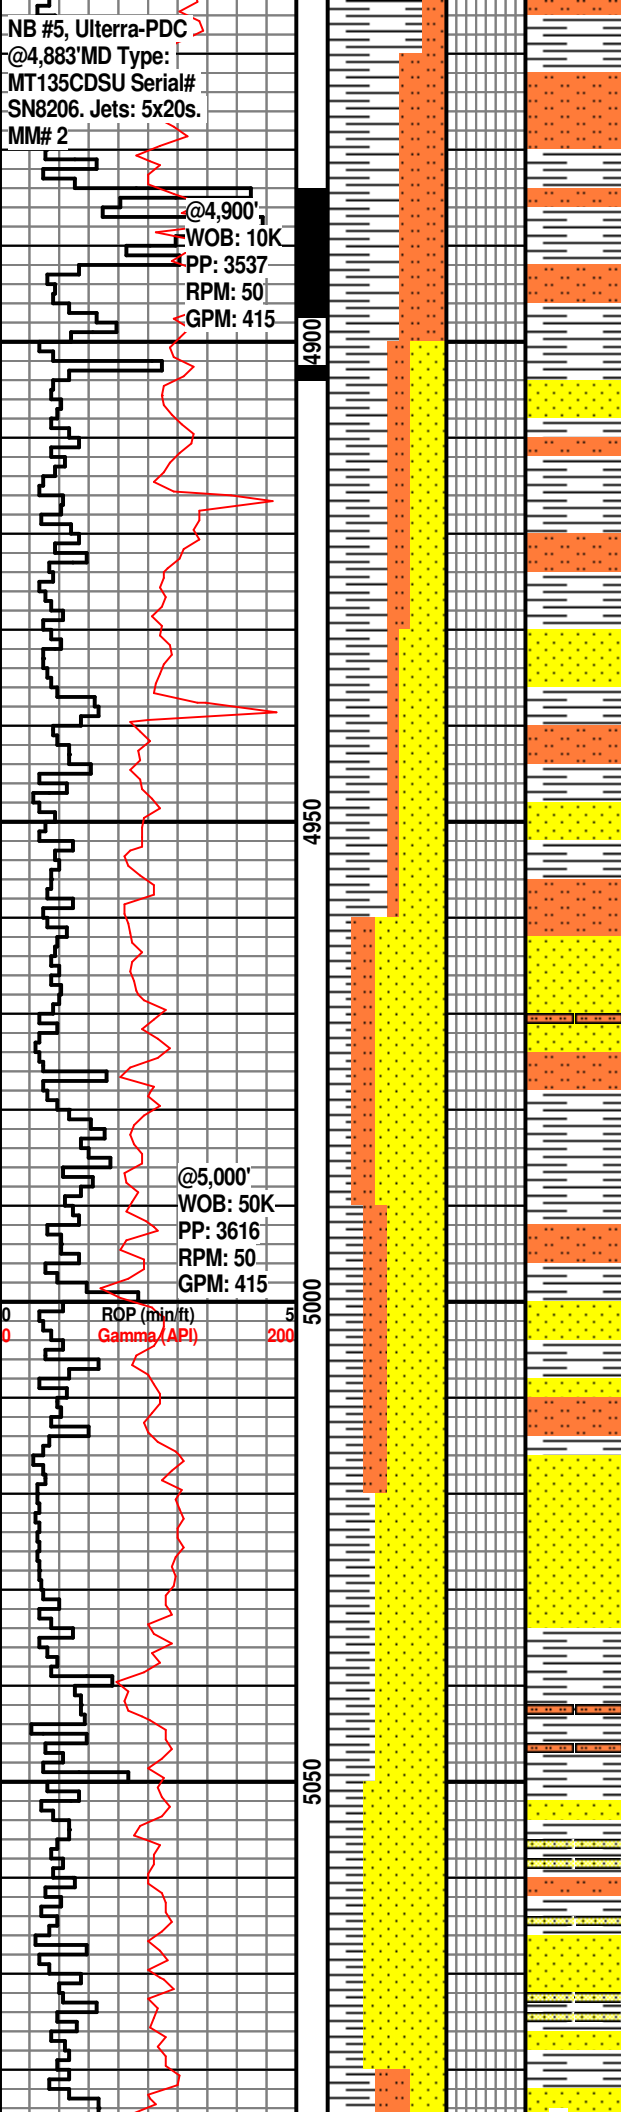 NB #5, Ulterra-PDC
@4,883'MD Type:
MT135CDSU Serial#
SN8206. Jets: 5x20s.
MM# 2
@4,900'
WOB: 10K
PP: 3537
RPM: 50
GPM: 415
4900
4950
@5,000'
WOB: 50K
PP: 3616
RPM: 50
GPM: 415
5000
0 ROP (min/ft) 5
0 Gamma (API) 200
5050